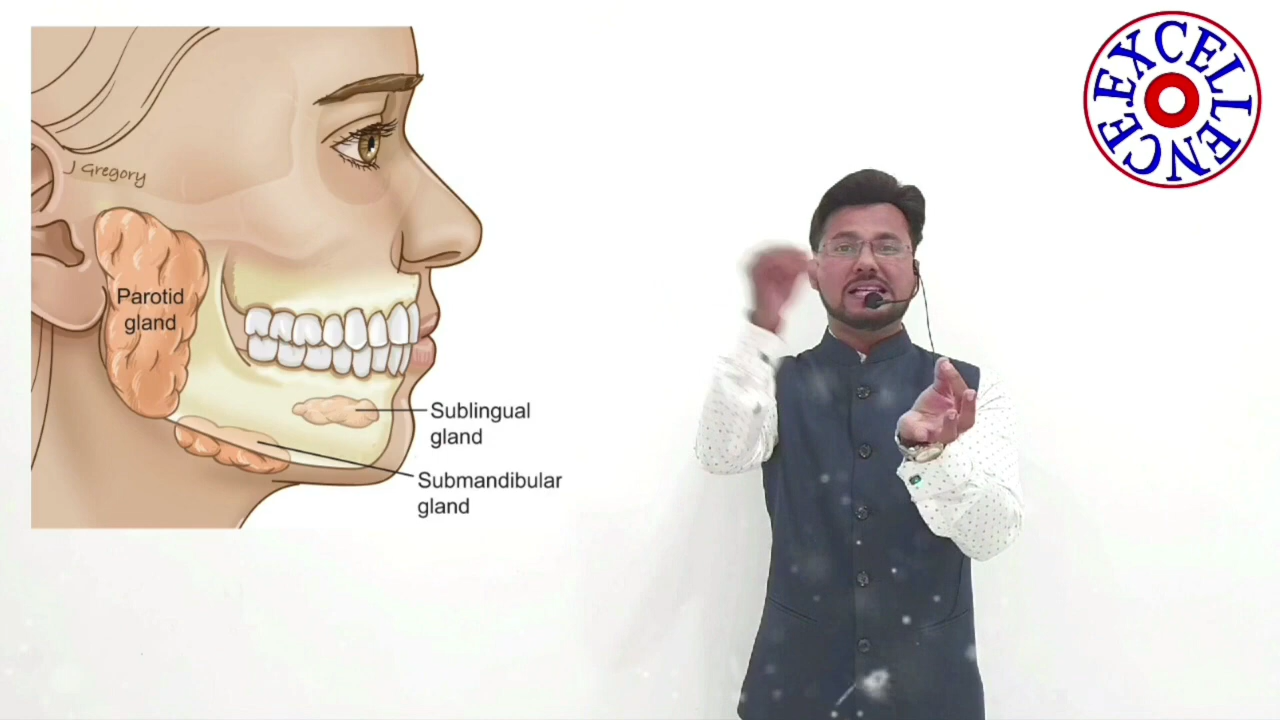 J Gregory
Parotid
gland
Sublingual
gland
Submandibular
gland
EXCELLENCE.